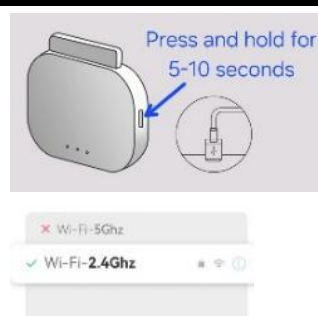 Press and hold for
5-10 seconds
Wi-Fi-5Ghz
Wi-Fi-2.4Ghz